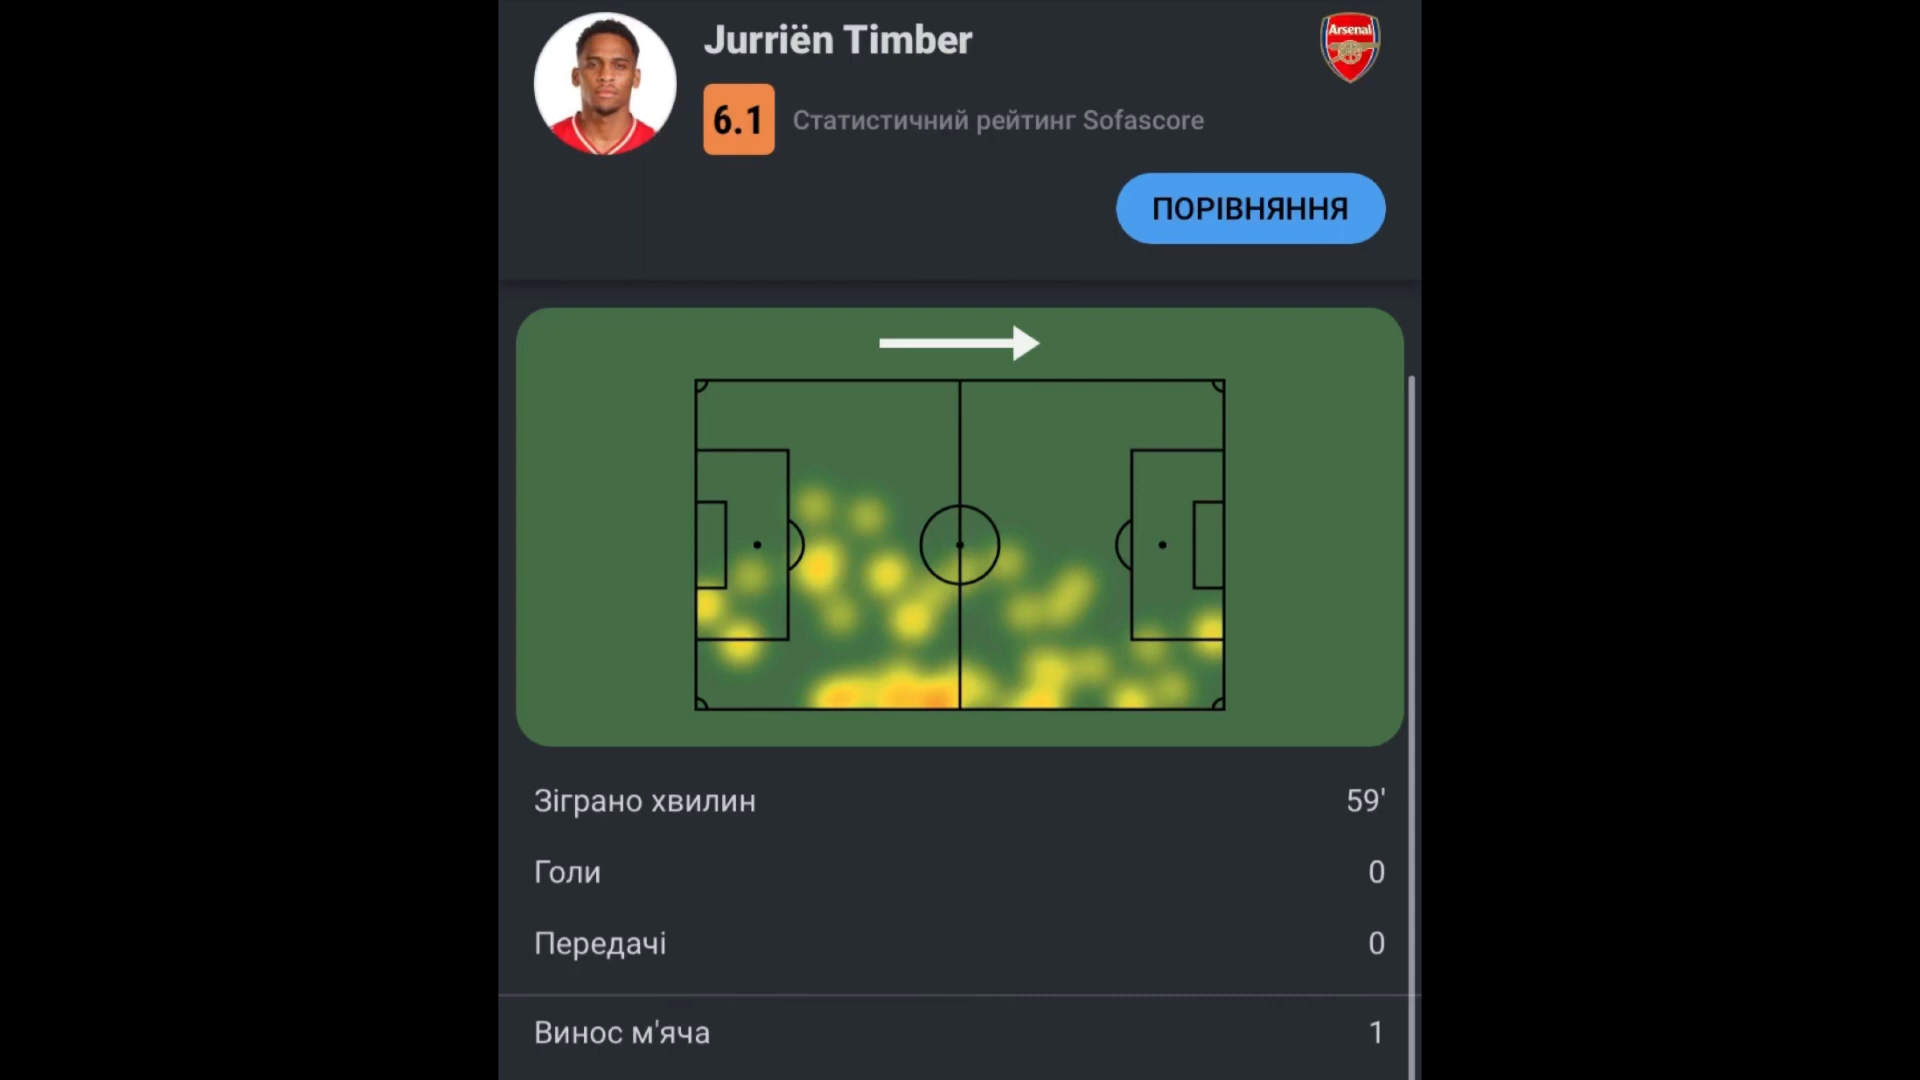 Jurriën Timber
Arsenal
6.1
Статистичний рейтинг Sofascore
ПОРІВНЯННЯ
Зіграно хвилин 59'
Голи 0
Передачі 0
Винос м'яча 1